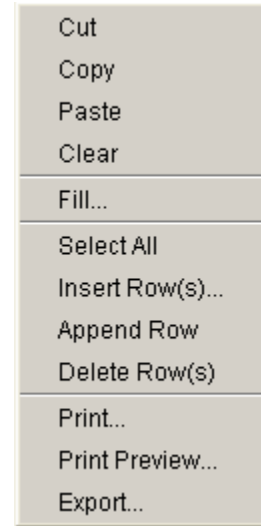 Cut
Copy
Paste
Clear
Fill...
Select All
Insert Row(s)...
Append Row
Delete Row(s)
Print...
Print Preview...
Export...